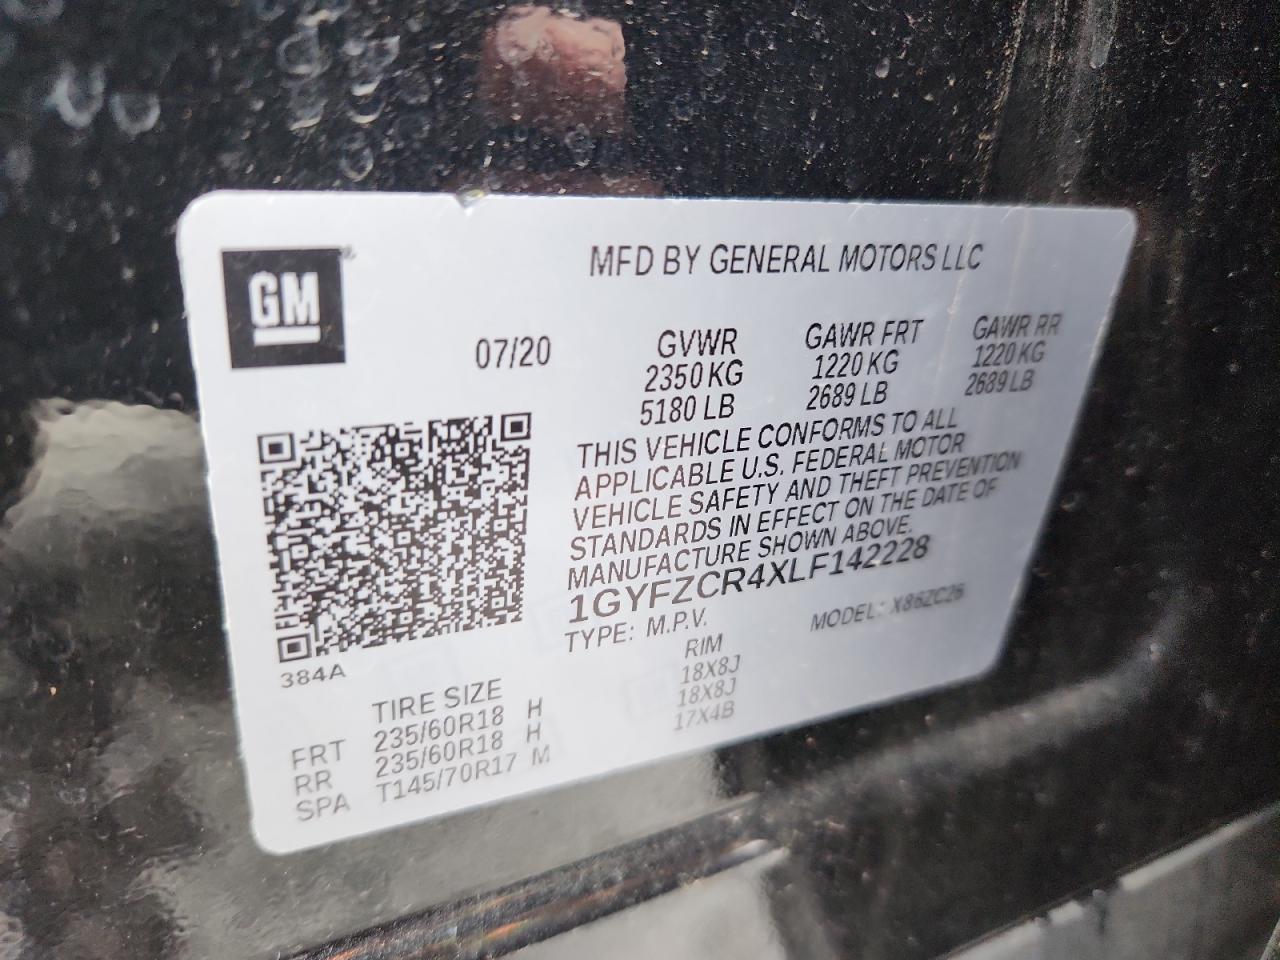 GM
MFD BY GENERAL MOTORS LLC
07/20
GVWR GAWR FRT GAWR RR
2350 KG 1220 KG 1220 KG
5180 LB 2689 LB 2689 LB
THIS VEHICLE CONFORMS TO ALL
APPLICABLE U.S. FEDERAL MOTOR
VEHICLE SAFETY AND THEFT PREVENTION
STANDARDS IN EFFECT ON THE DATE OF
MANUFACTURE SHOWN ABOVE.
1GYFZCR4XLF142228
TYPE: M.P.V. MODEL: X86ZC26
384A
TIRE SIZE RIM
FRT 235/60R18 H 18X8J
RR 235/60R18 H 18X8J
SPA T145/70R17 M 17X4B